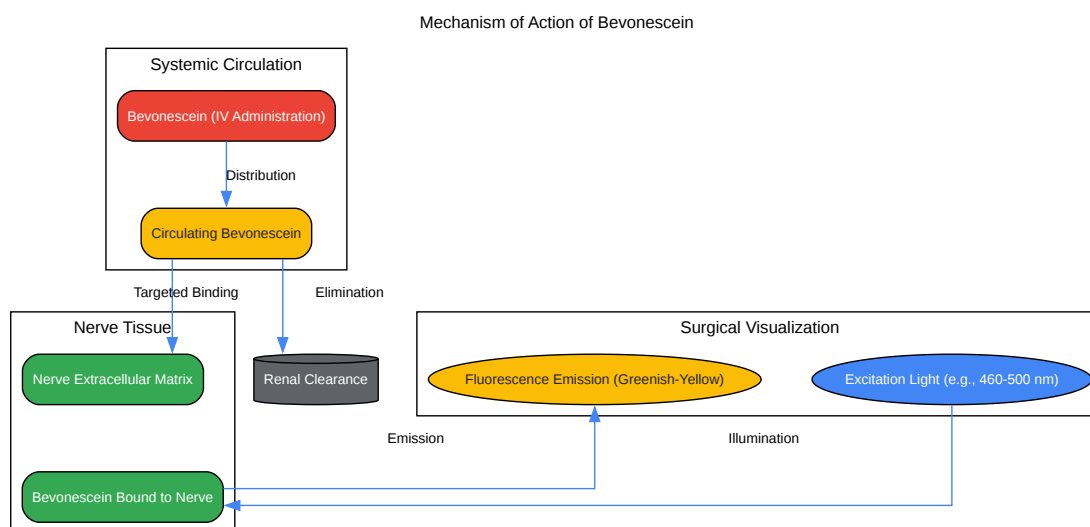 Mechanism of Action of Bevonescein
Systemic Circulation
Bevonescein (IV Administration)
Distribution
Circulating Bevonescein
Targeted Binding
Elimination
Nerve Tissue
Surgical Visualization
Nerve Extracellular Matrix
Renal Clearance
Fluorescence Emission (Greenish-Yellow)
Excitation Light (e.g., 460-500 nm)
Emission
Illumination
Bevonescein Bound to Nerve